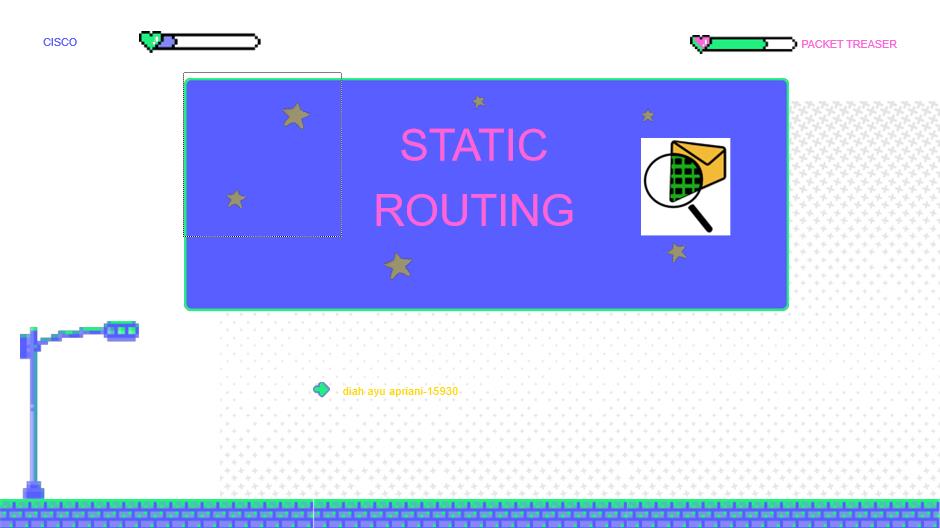 CISCO
PACKET TREASER
STATIC
ROUTING
diah ayu apriani-15930